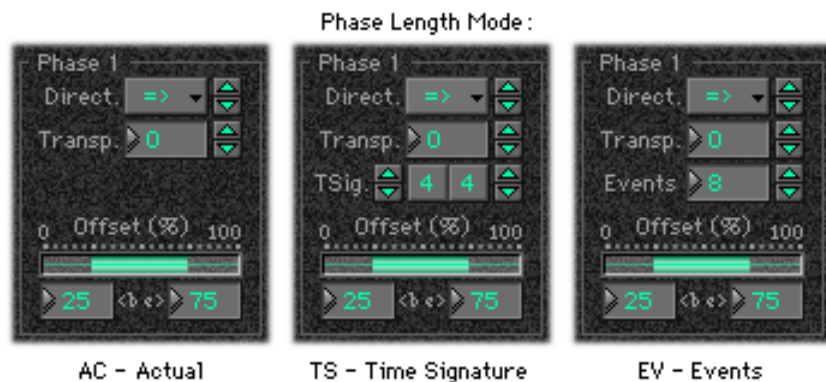 Phase Length Mode:
Phase 1
Direct. =>
Transp. 0
0 Offset (%) 100
25 <b e> 75
AC - Actual
Phase 1
Direct. =>
Transp. 0
TSig. 4 4
0 Offset (%) 100
25 <b e> 75
TS - Time Signature
Phase 1
Direct. =>
Transp. 0
Events 8
0 Offset (%) 100
25 <b e> 75
EV - Events